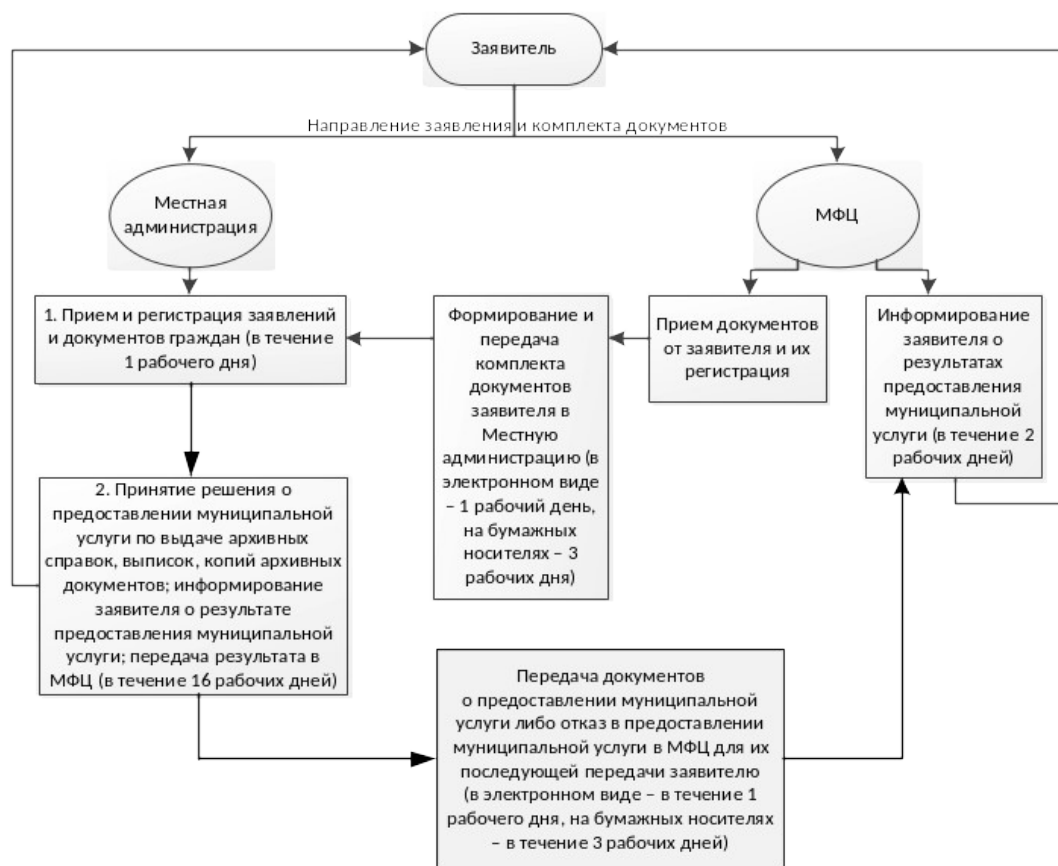 Заявитель
Направление заявления и комплекта документов
Местная
администрация
МФЦ
1. Прием и регистрация заявлений
и документов граждан (в течение
1 рабочего дня)
Формирование и
передача
комплекта
документов
заявителя в
Местную
администрацию (в
электронном виде
– 1 рабочий день,
на бумажных
носителях – 3
рабочих дня)
Прием документов
от заявителя и их
регистрация
Информирование
заявителя о
результатах
предоставления
муниципальной
услуги (в течение 2
рабочих дней)
2. Принятие решения о
предоставлении муниципальной
услуги по выдаче архивных
справок, выписок, копий архивных
документов; информирование
заявителя о результате
предоставления муниципальной
услуги; передача результата в
МФЦ (в течение 16 рабочих дней)
Передача документов
о предоставлении муниципальной
услуги либо отказ в предоставлении
муниципальной услуги в МФЦ для их
последующей передачи заявителю
(в электронном виде – в течение 1
рабочего дня, на бумажных носителях
– в течение 3 рабочих дней)